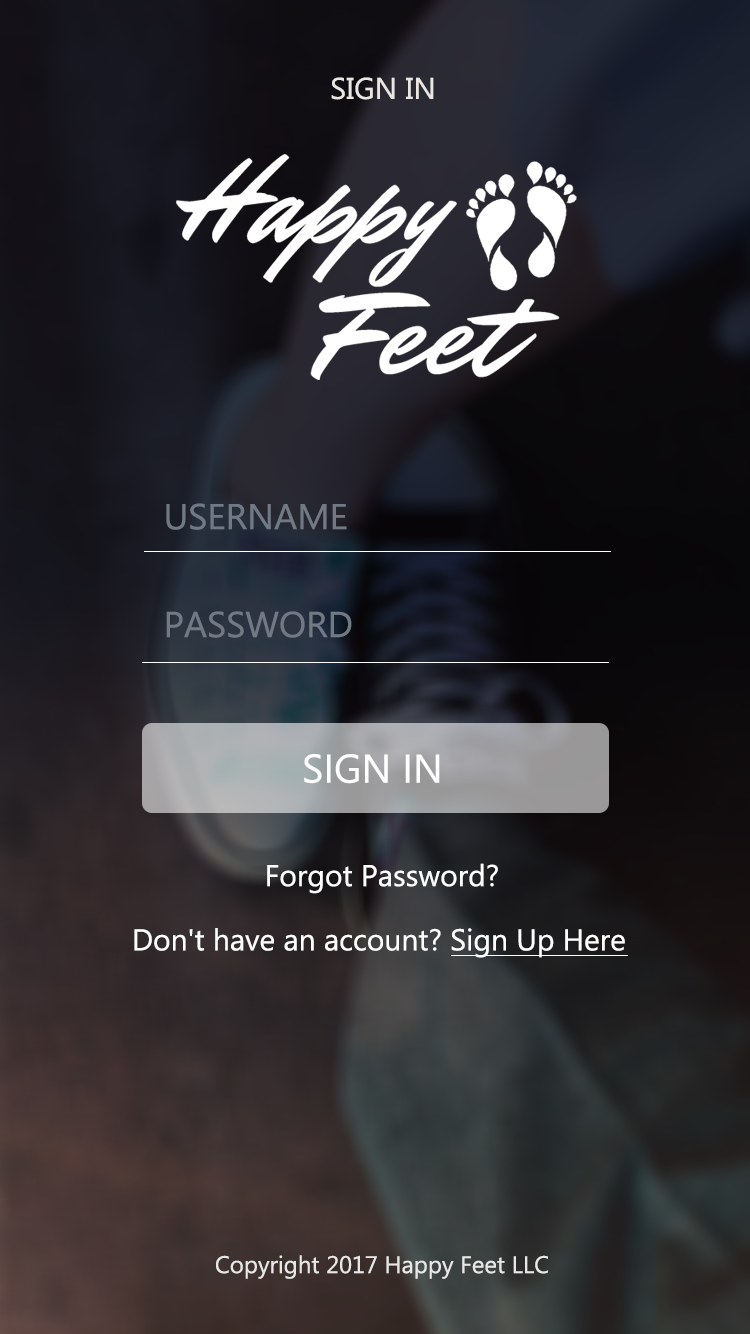 SIGN IN
Happy
Feet
USERNAME
PASSWORD
SIGN IN
Forgot Password?
Don't have an account? Sign Up Here
Copyright 2017 Happy Feet LLC